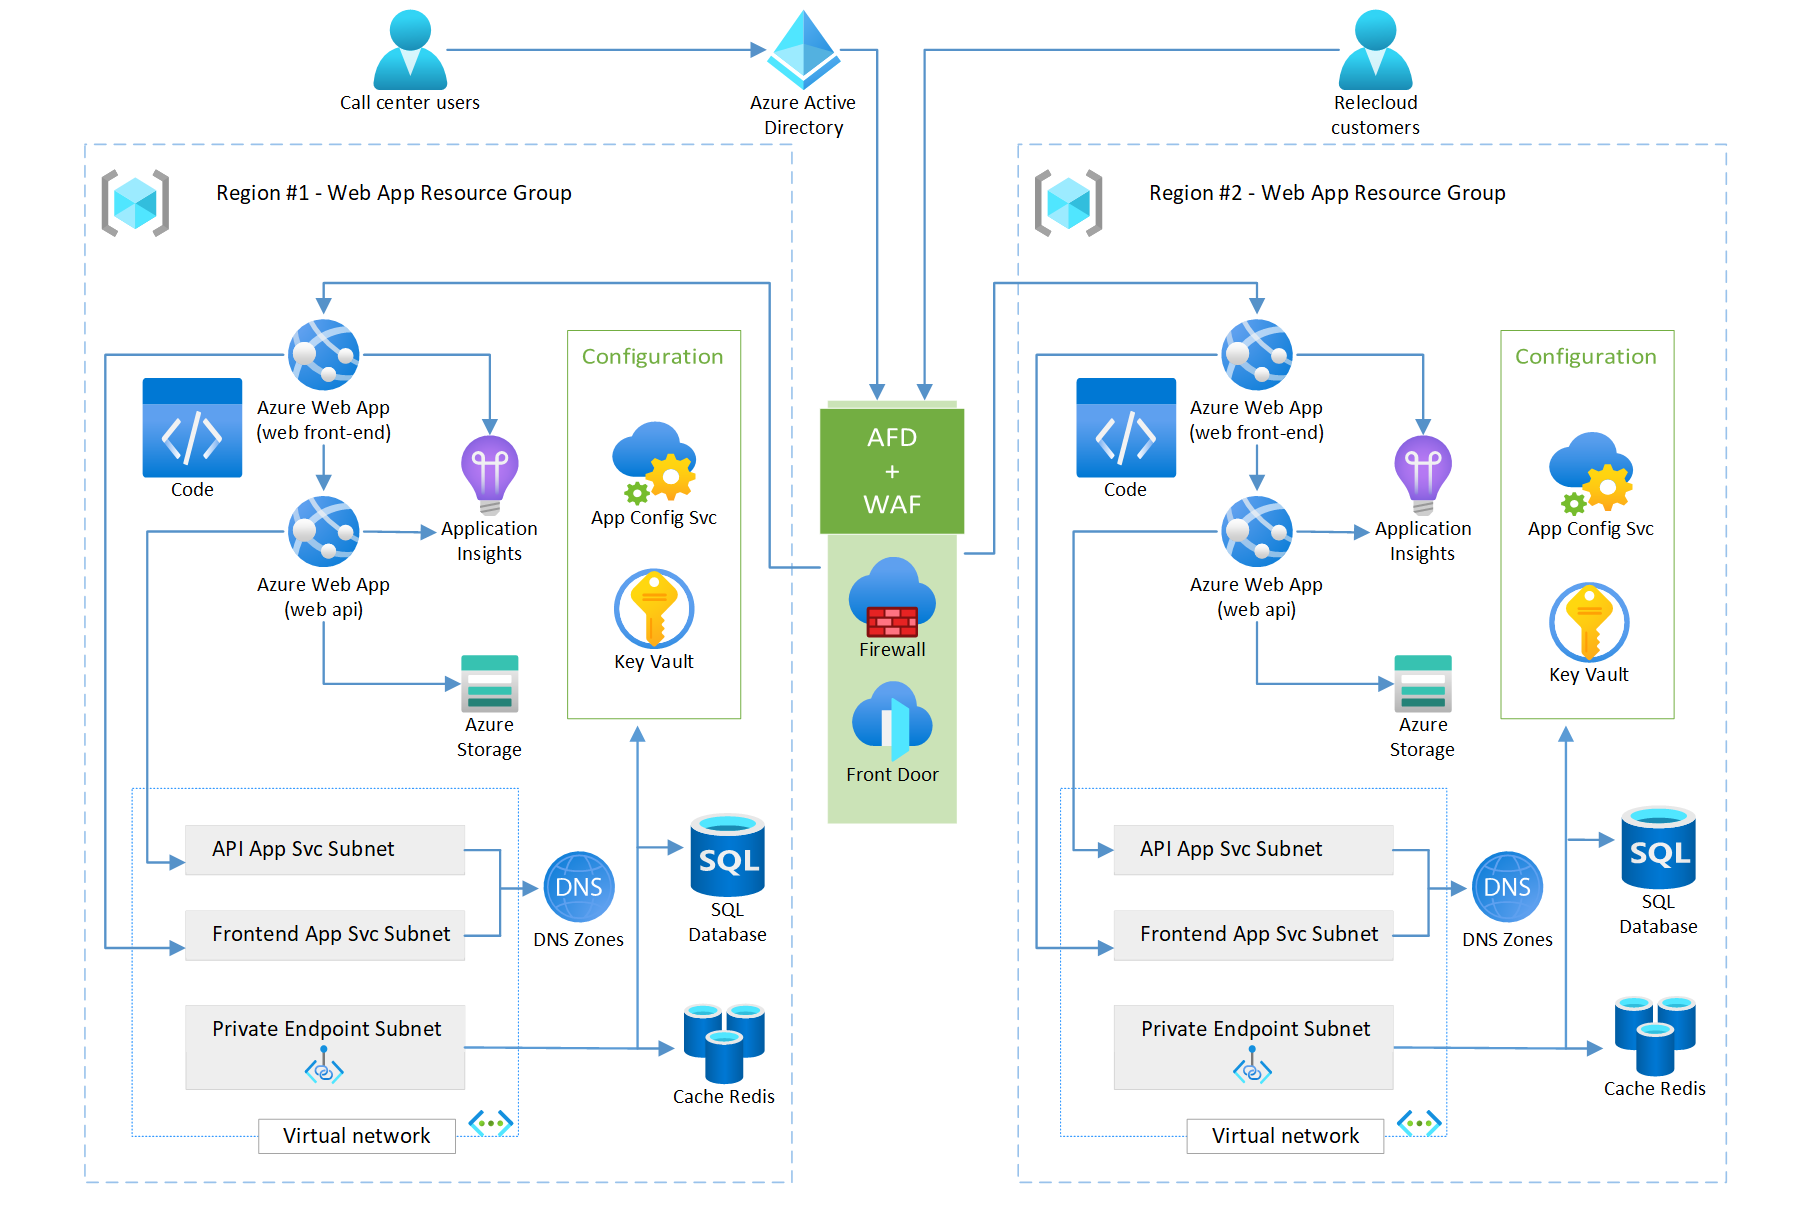 Call center users
Azure Active
Directory
Relecloud
customers
Region #1 - Web App Resource Group
Azure Web App
(web front-end)
Code
Azure Web App
(web api)
Application
Insights
Azure
Storage
Configuration
App Config Svc
Key Vault
API App Svc Subnet
Frontend App Svc Subnet
Private Endpoint Subnet
Virtual network
DNS
DNS Zones
SQL
SQL
Database
Cache Redis
AFD
+
WAF
Firewall
Front Door
Region #2 - Web App Resource Group
Azure Web App
(web front-end)
Code
Azure Web App
(web api)
Application
Insights
Azure
Storage
Configuration
App Config Svc
Key Vault
API App Svc Subnet
Frontend App Svc Subnet
Private Endpoint Subnet
Virtual network
DNS
DNS Zones
SQL
SQL
Database
Cache Redis